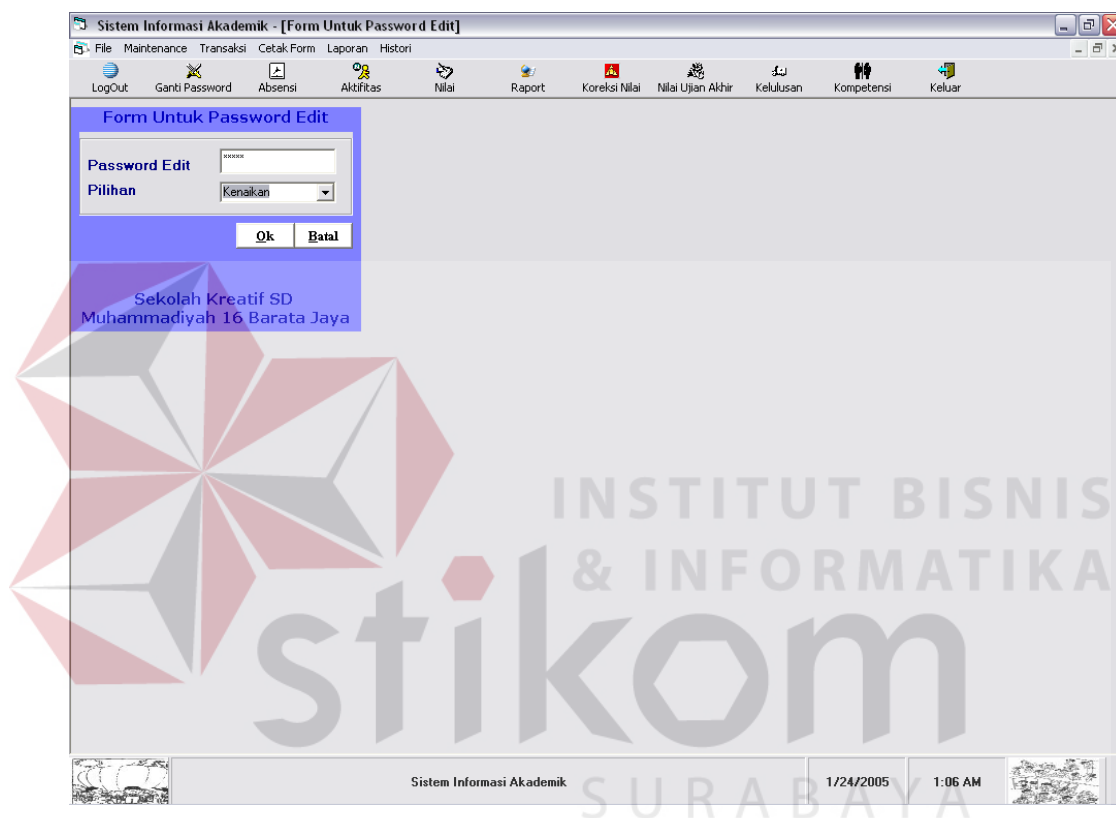 Sistem Informasi Akademik - [Form Untuk Password Edit]
File Maintenance Transaksi Cetak Form Laporan Histori
LogOut Ganti Password Absensi Aktifitas Nilai Raport Koreksi Nilai Nilai Ujian Akhir Kelulusan Kompetensi Keluar
Form Untuk Password Edit
Password Edit xxxxx
Pilihan Kenaikan
Ok Batal
Sekolah Kreatif SD
Muhammadiyah 16 Barata Jaya
INSTITUT BISNIS
& INFORMATIKA
stikom
SURABAYA
Sistem Informasi Akademik 1/24/2005 1:06 AM